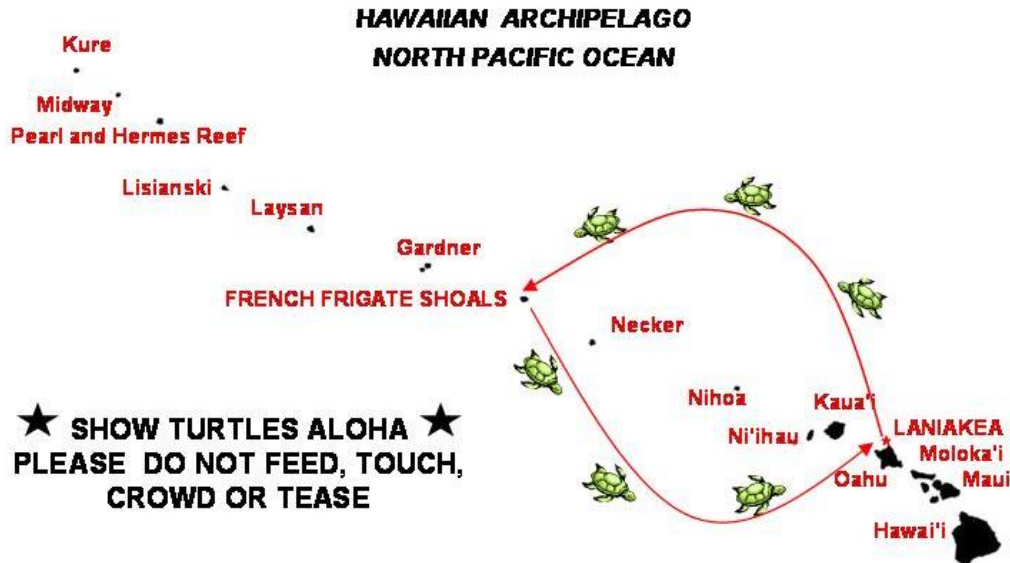 HAWAIIAN ARCHIPELAGO
NORTH PACIFIC OCEAN
Kure
Midway
Pearl and Hermes Reef
Lisianski
Laysan
Gardner
FRENCH FRIGATE SHOALS
Necker
Nihoa
Kaua'i
Ni'ihau
LANIAKEA
Moloka'i
Oahu
Maui
Hawai'i
SHOW TURTLES ALOHA
PLEASE DO NOT FEED, TOUCH,
CROWD OR TEASE